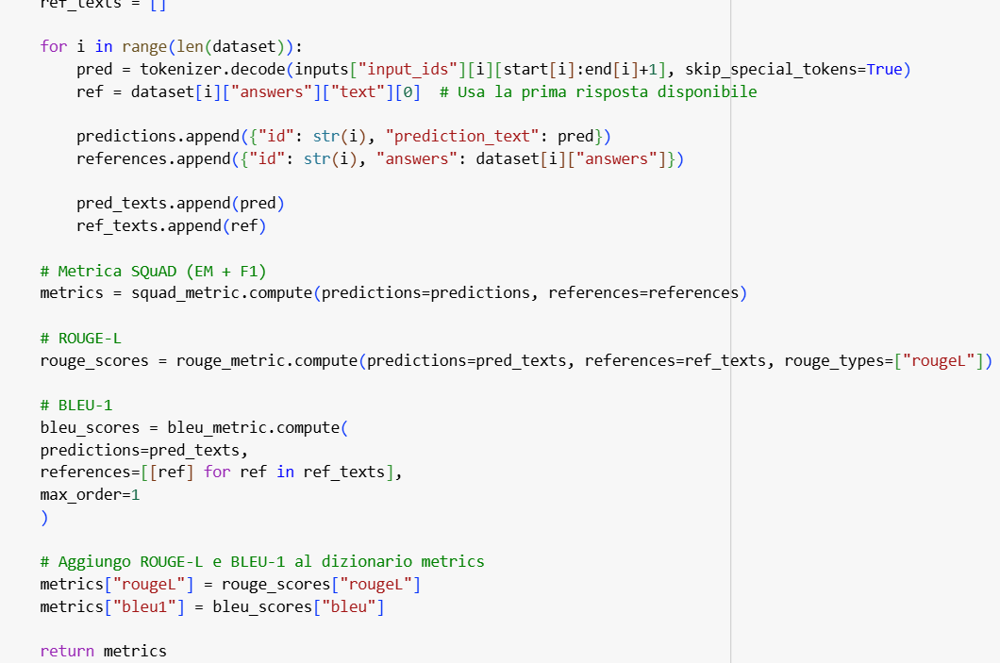 ref_texts = []
for i in range(len(dataset)):
    pred = tokenizer.decode(inputs["input_ids"][i][start[i]:end[i]+1], skip_special_tokens=True)
    ref = dataset[i]["answers"]["text"][0]  # Usa la prima risposta disponibile
    predictions.append({"id": str(i), "prediction_text": pred})
    references.append({"id": str(i), "answers": dataset[i]["answers"]})
    pred_texts.append(pred)
    ref_texts.append(ref)
# Metrica SQuAD (EM + F1)
metrics = squad_metric.compute(predictions=predictions, references=references)
# ROUGE-L
rouge_scores = rouge_metric.compute(predictions=pred_texts, references=ref_texts, rouge_types=["rougeL"])
# BLEU-1
bleu_scores = bleu_metric.compute(
predictions=pred_texts,
references=[[ref] for ref in ref_texts],
max_order=1
)
# Aggiungo ROUGE-L e BLEU-1 al dizionario metrics
metrics["rougeL"] = rouge_scores["rougeL"]
metrics["bleu1"] = bleu_scores["bleu"]
return metrics